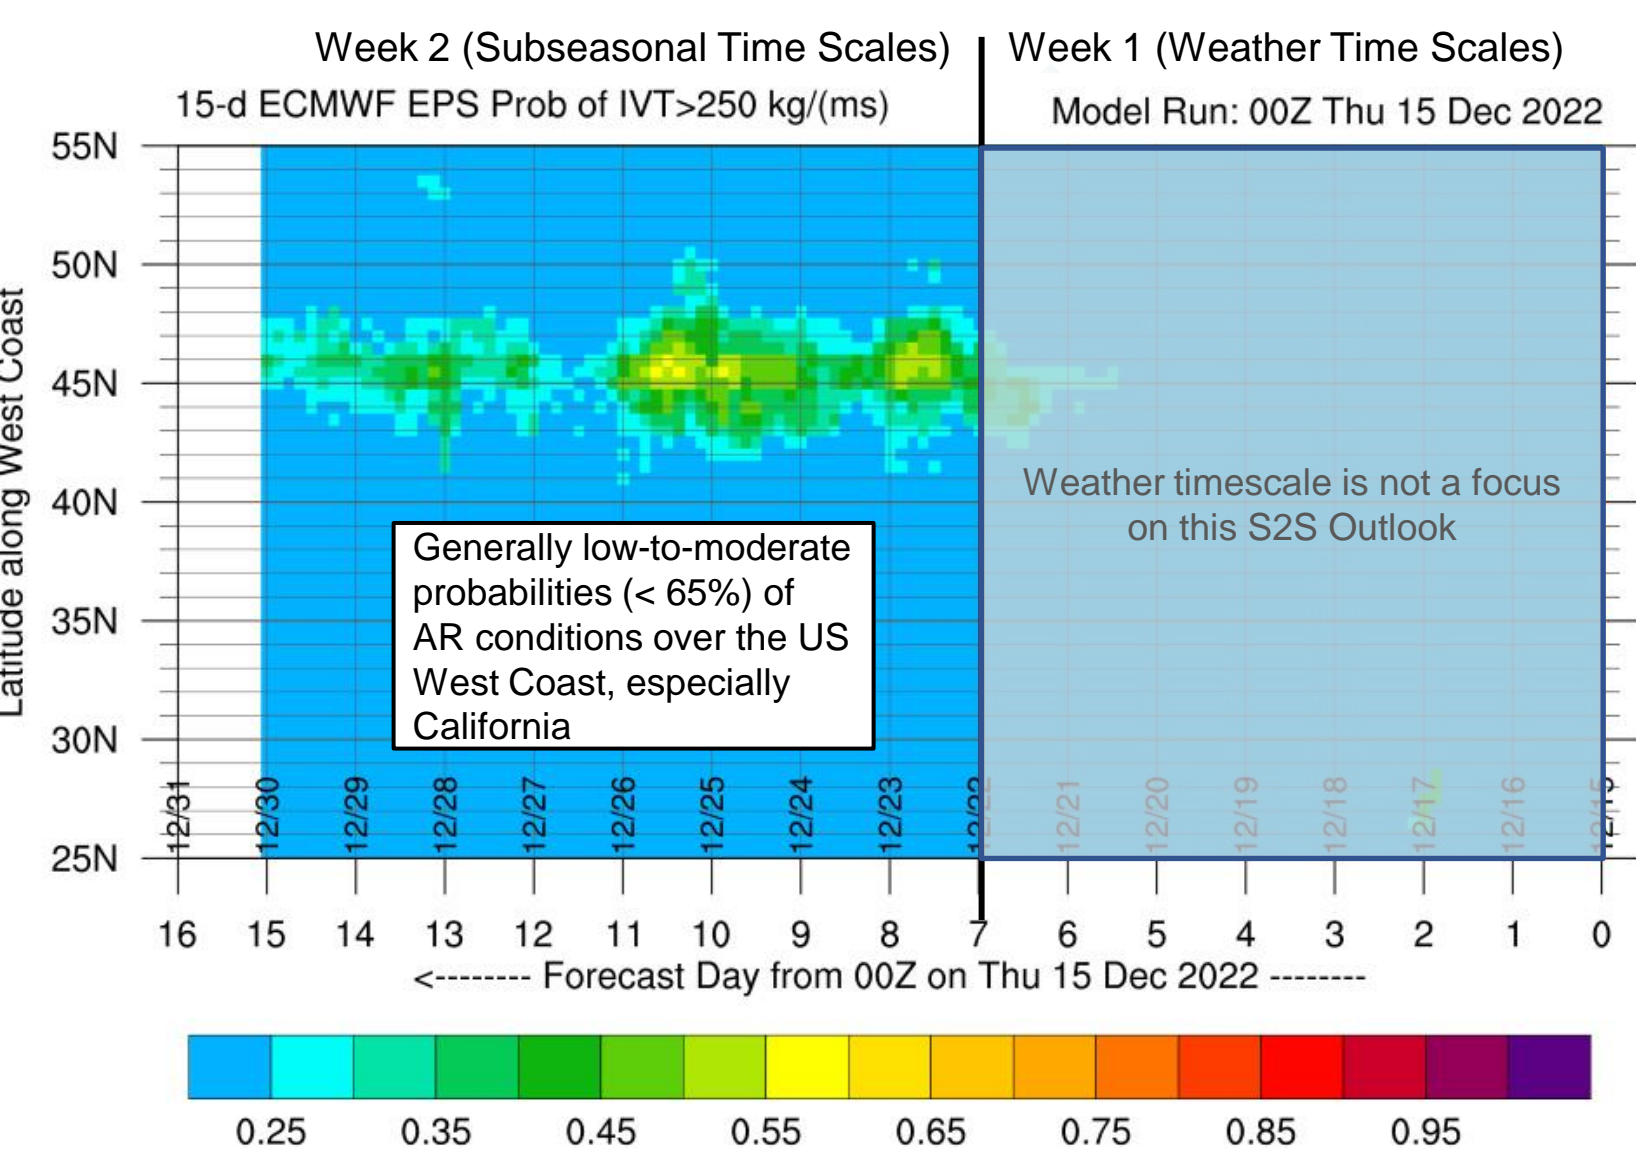 Week 2 (Subseasonal Time Scales)
Week 1 (Weather Time Scales)
15-d ECMWF EPS Prob of IVT>250 kg/(ms)
Model Run: 00Z Thu 15 Dec 2022
55N
50N
45N
40N
35N
30N
25N
Latitude along West Coast
Weather timescale is not a focus
on this S2S Outlook
Generally low-to-moderate
probabilities (< 65%) of
AR conditions over the US
West Coast, especially
California
12/31
12/30
12/29
12/28
12/27
12/26
12/25
12/24
12/23
12/22
12/21
12/20
12/19
12/18
12/17
12/16
12/15
16 15 14 13 12 11 10 9 8 7 6 5 4 3 2 1 0
<-------- Forecast Day from 00Z on Thu 15 Dec 2022 --------
0.25 0.35 0.45 0.55 0.65 0.75 0.85 0.95